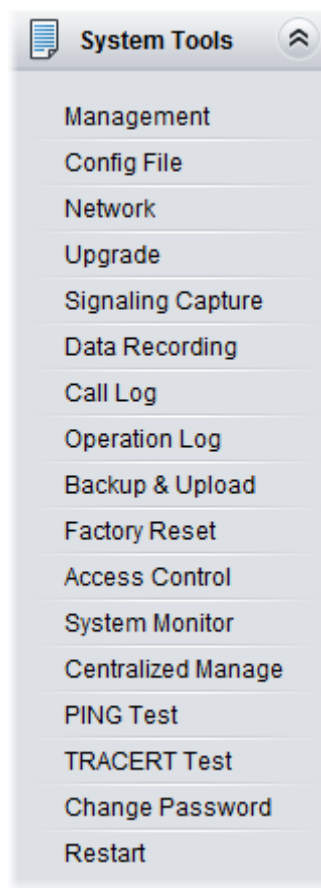 System Tools
Management
Config File
Network
Upgrade
Signaling Capture
Data Recording
Call Log
Operation Log
Backup & Upload
Factory Reset
Access Control
System Monitor
Centralized Manage
PING Test
TRACERT Test
Change Password
Restart